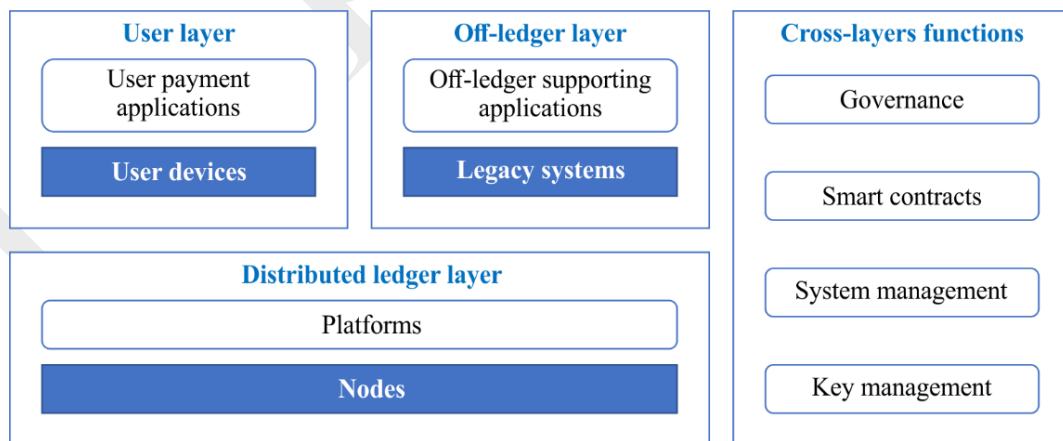 User layer
User payment
applications
User devices
Off-ledger layer
Off-ledger supporting
applications
Legacy systems
Distributed ledger layer
Platforms
Nodes
Cross-layers functions
Governance
Smart contracts
System management
Key management